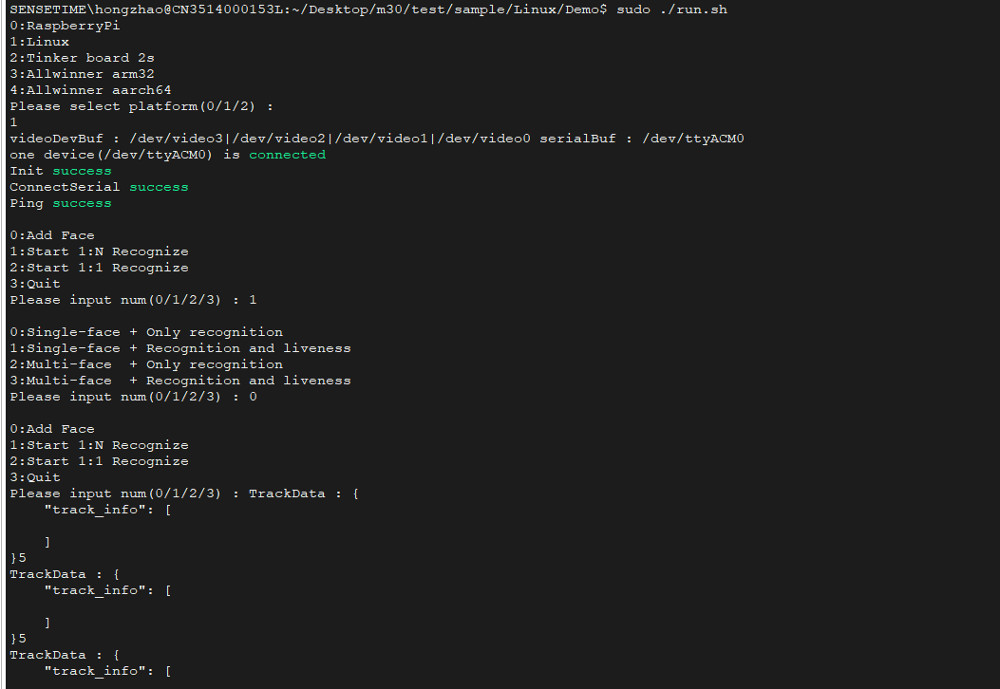 SENSETIME\hongzhao@CN3514000153L:~/Desktop/m30/test/sample/Linux/Demo$ sudo ./run.sh
0:RaspberryPi
1:Linux
2:Tinker board 2s
3:Allwinner arm32
4:Allwinner aarch64
Please select platform(0/1/2) :
1
videoDevBuf : /dev/video3|/dev/video2|/dev/video1|/dev/video0 serialBuf : /dev/ttyACM0
one device(/dev/ttyACM0) is connected
Init success
ConnectSerial success
Ping success

0:Add Face
1:Start 1:N Recognize
2:Start 1:1 Recognize
3:Quit
Please input num(0/1/2/3) : 1

0:Single-face + Only recognition
1:Single-face + Recognition and liveness
2:Multi-face  + Only recognition
3:Multi-face  + Recognition and liveness
Please input num(0/1/2/3) : 0

0:Add Face
1:Start 1:N Recognize
2:Start 1:1 Recognize
3:Quit
Please input num(0/1/2/3) : TrackData : {
    "track_info": [

    ]
}5
TrackData : {
    "track_info": [

    ]
}5
TrackData : {
    "track_info": [